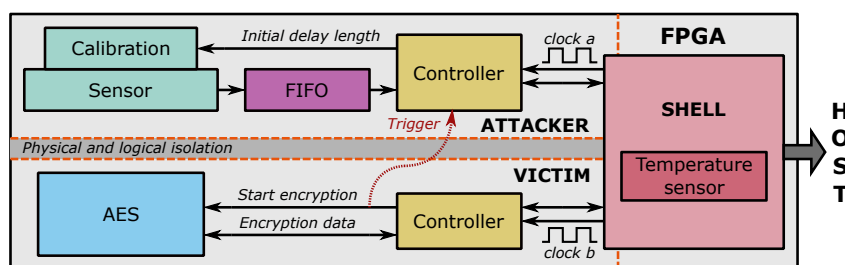 Calibration
Initial delay length
clock a
FPGA
Sensor
FIFO
Controller
SHELL
Trigger
ATTACKER
Physical and logical isolation
VICTIM
Temperature
sensor
HOST
AES
Start encryption
Encryption data
Controller
clock b